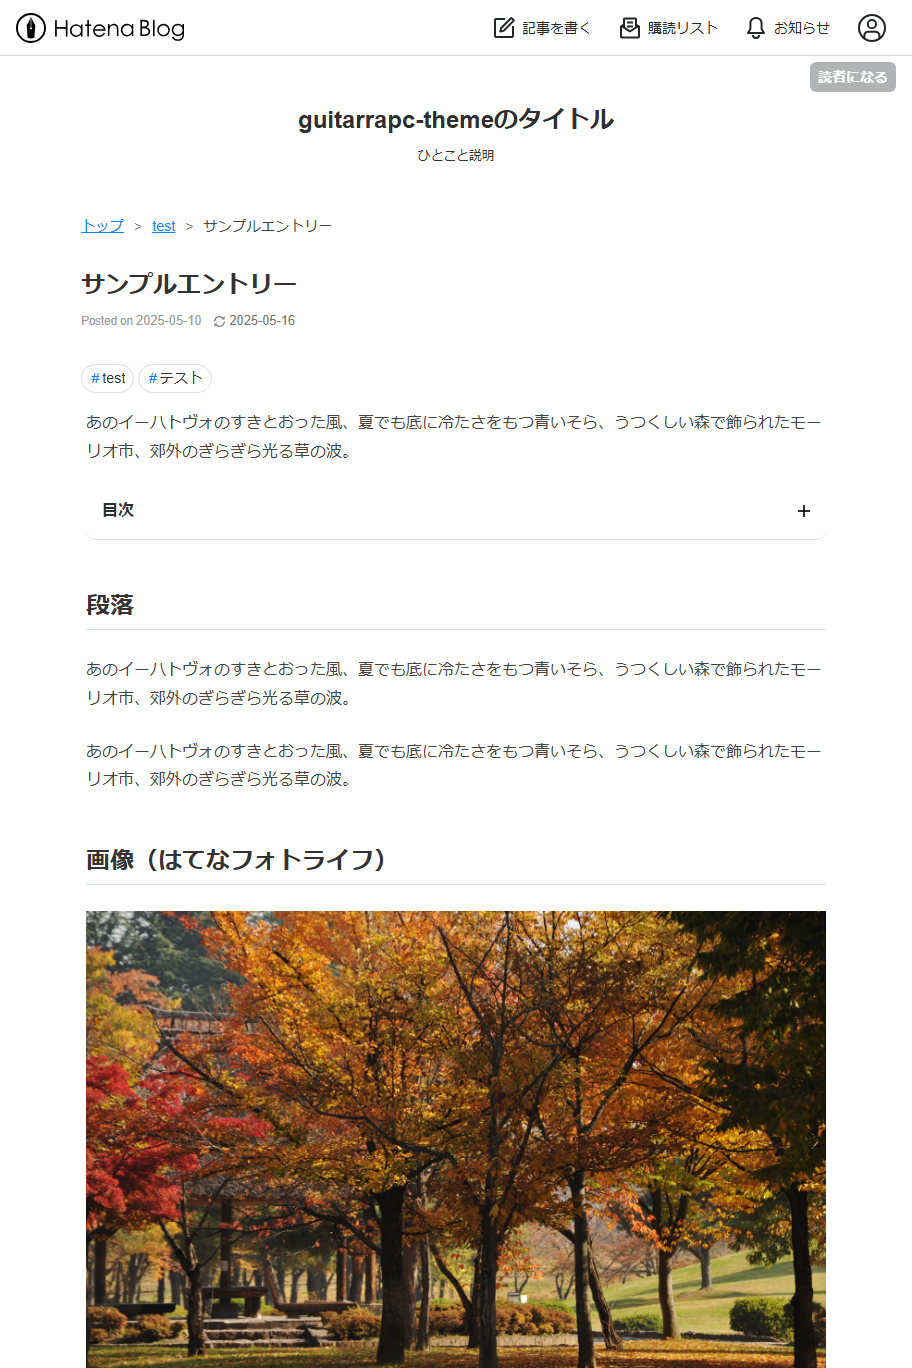 Hatena Blog 記事を書く 購読リスト お知らせ
読者になる
guitarrapc-themeのタイトル
ひとこと説明
トップ > test > サンプルエントリー
サンプルエントリー
Posted on 2025-05-10 2025-05-16
#test #テスト
あのイーハトヴォのすきとおった風、夏でも底に冷たさをもつ青いそら、うつくしい森で飾られたモー
リオ市、郊外のぎらぎら光る草の波。
目次 +
段落
あのイーハトヴォのすきとおった風、夏でも底に冷たさをもつ青いそら、うつくしい森で飾られたモー
リオ市、郊外のぎらぎら光る草の波。
あのイーハトヴォのすきとおった風、夏でも底に冷たさをもつ青いそら、うつくしい森で飾られたモー
リオ市、郊外のぎらぎら光る草の波。
画像（はてなフォトライフ）